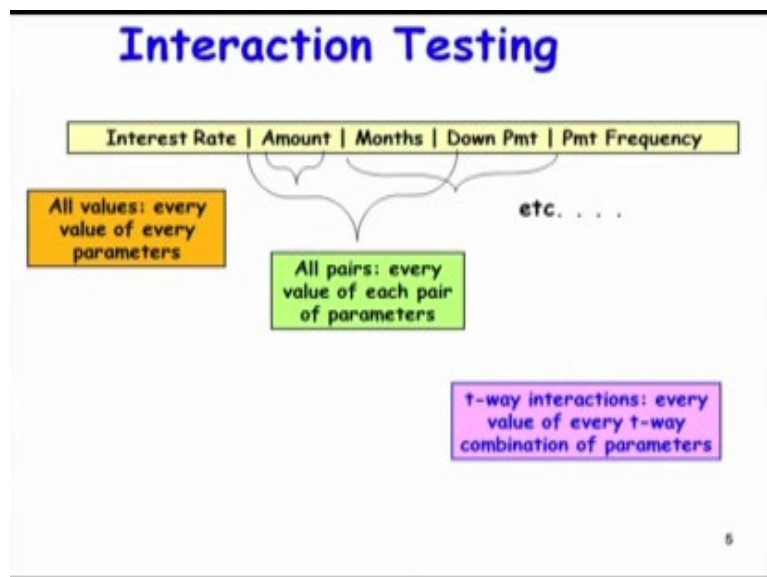 Interaction Testing
Interest Rate | Amount | Months | Down Pmt | Pmt Frequency
All values: every
value of every
parameters
etc. . . .
All pairs: every
value of each pair
of parameters
t-way interactions: every
value of every t-way
combination of parameters
5